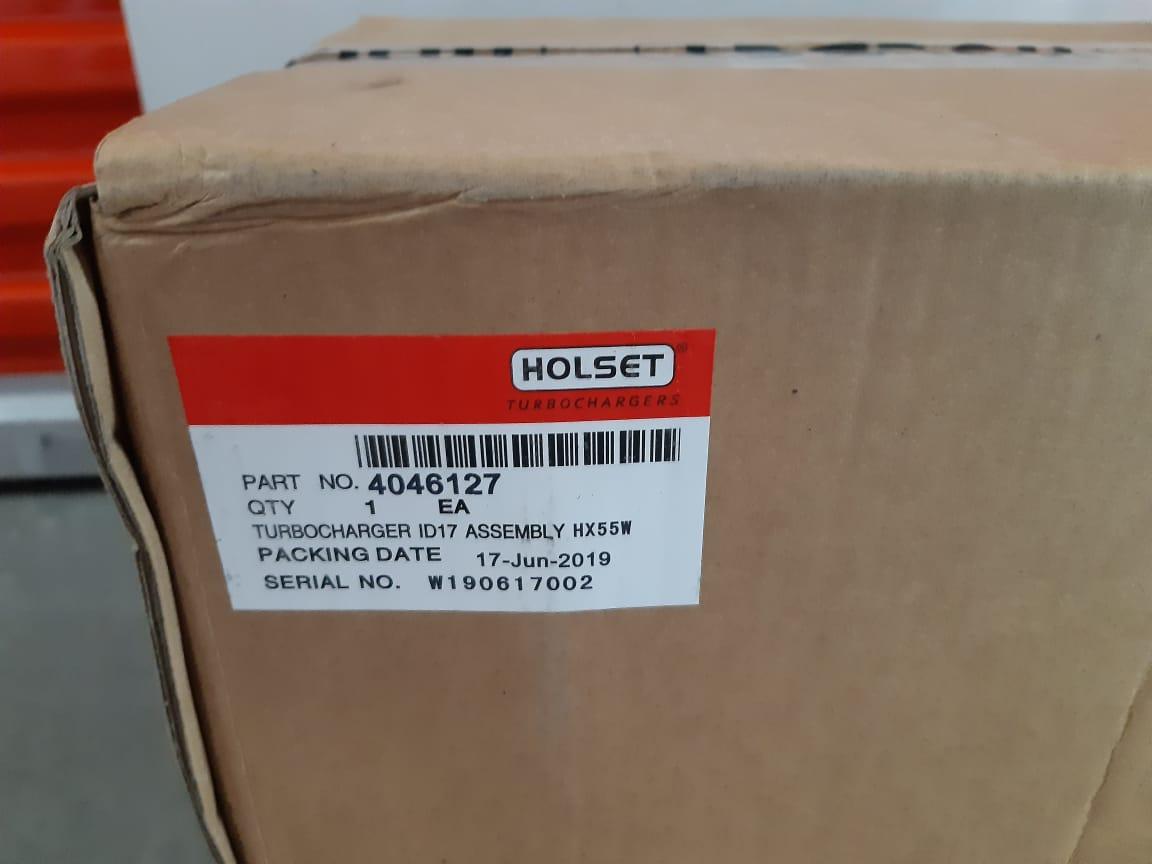 HOLSET®
TURBOCHARGERS
PART NO. 4046127
QTY 1 EA
TURBOCHARGER ID17 ASSEMBLY HX55W
PACKING DATE 17-Jun-2019
SERIAL NO. W190617002